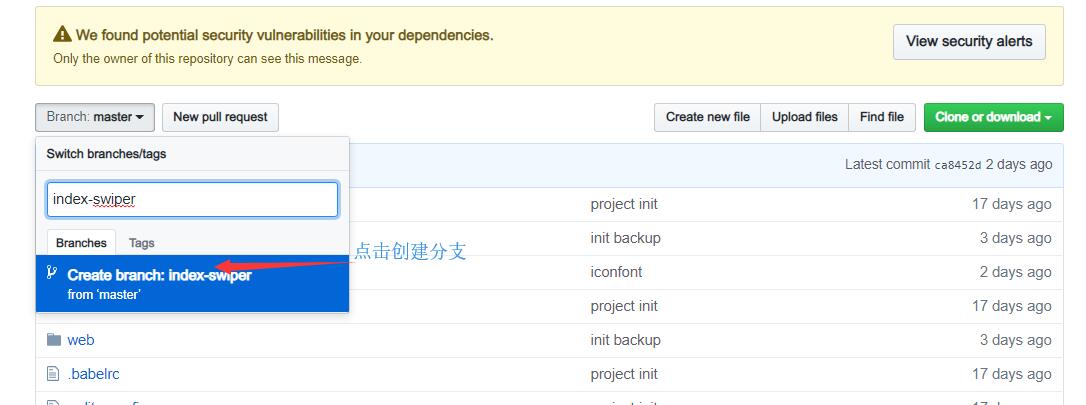 We found potential security vulnerabilities in your dependencies.
Only the owner of this repository can see this message.
View security alerts
Branch: master
New pull request
Create new file
Upload files
Find file
Clone or download
Switch branches/tags
Latest commit ca8452d 2 days ago
index-swiper
project init
17 days ago
Branches
Tags
init backup
3 days ago
点击创建分支
Create branch: index-swiper
from ‘master’
iconfont
2 days ago
project init
17 days ago
web
init backup
3 days ago
.babelrc
project init
17 days ago